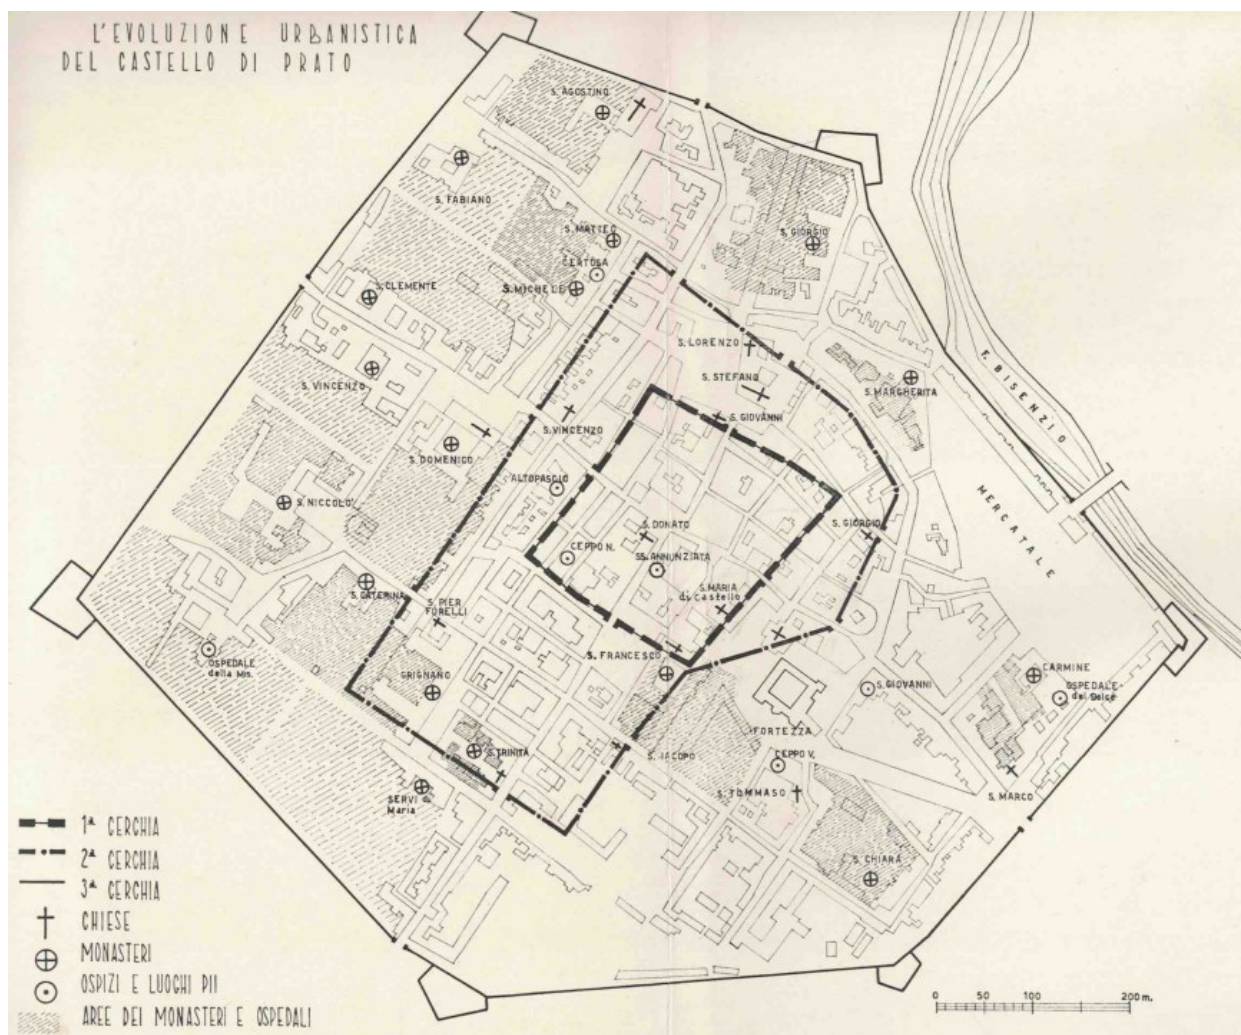 L'EVOLUZIONE URBANISTICA
DEL CASTELLO DI PRATO
S. AGOSTINO
S. FABIANO
S. MATTEO
CERTOSA
S. MICHELE
S. GIORGIO
S. CLEMENTE
S. LORENZO
S. STEFANO
S. MARGHERITA
F. BISENZIO
S. VINCENZO
S. VINCENZO
S. GIOVANNI
S. DOMENICO
ALTOPASCIO
MERCATALE
S. NICCOLO'
S. DONATO
S. GIORGIO
CEPPO N.
SS. ANNUNZIATA
S. CATERINA
S. PIER
FORELLI
S. MARIA
di Castello
S. FRANCESCO
OSPEDALE
della Mis.
GRIGNANO
S. GIOVANNI
CARMINE
OSPEDALE
del Dolce
FORTEZZA
S. TRINITA
S. IACOPO
CEPPO V.
SERVI di
Maria
S. TOMMASO
S. MARCO
S. CHIARA
1ª CERCHIA
2ª CERCHIA
3ª CERCHIA
CHIESE
MONASTERI
OSPIZI E LUOGHI PII
AREE DEI MONASTERI E OSPEDALI
0 50 100 200 m.